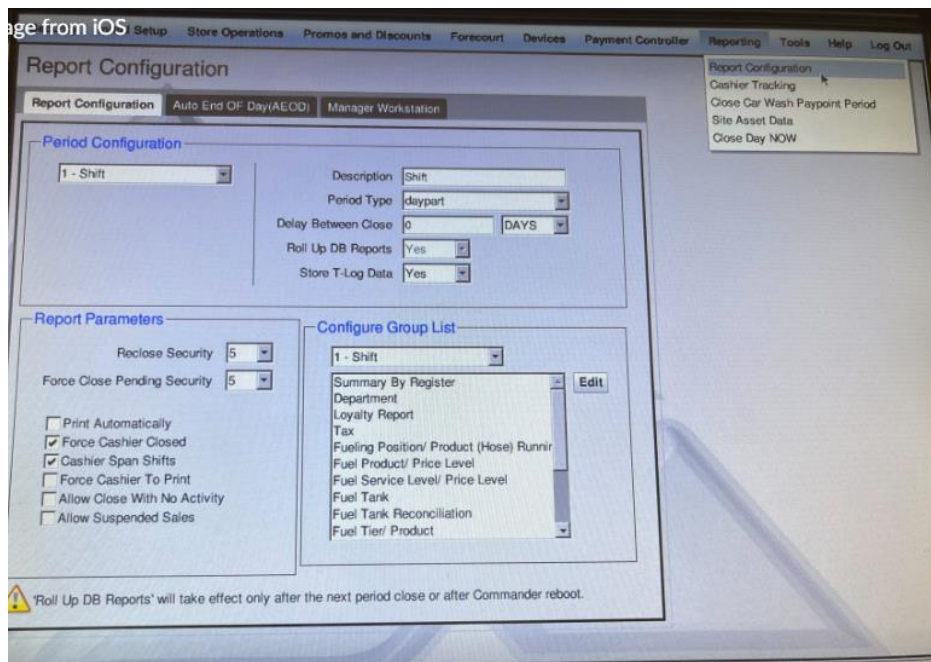 age from iOS
Setup Store Operations Promos and Discounts Forecourt Devices Payment Controller Reporting Tools Help Log Out
Report Configuration
Cashier Tracking
Close Car Wash Paypoint Period
Site Asset Data
Close Day NOW
Report Configuration
Report Configuration Auto End OF Day(AEOD) Manager Workstation
Period Configuration
1 - Shift
Description Shift
Period Type daypart
Delay Between Close 0 DAYS
Roll Up DB Reports Yes
Store T-Log Data Yes
Report Parameters
Reclose Security 5
Force Close Pending Security 5
Print Automatically
Force Cashier Closed
Cashier Span Shifts
Force Cashier To Print
Allow Close With No Activity
Allow Suspended Sales
Configure Group List
1 - Shift
Edit
Summary By Register
Department
Loyalty Report
Tax
Fueling Position/ Product (Hose) Runnir
Fuel Product/ Price Level
Fuel Service Level/ Price Level
Fuel Tank
Fuel Tank Reconciliation
Fuel Tier/ Product
'Roll Up DB Reports' will take effect only after the next period close or after Commander reboot.